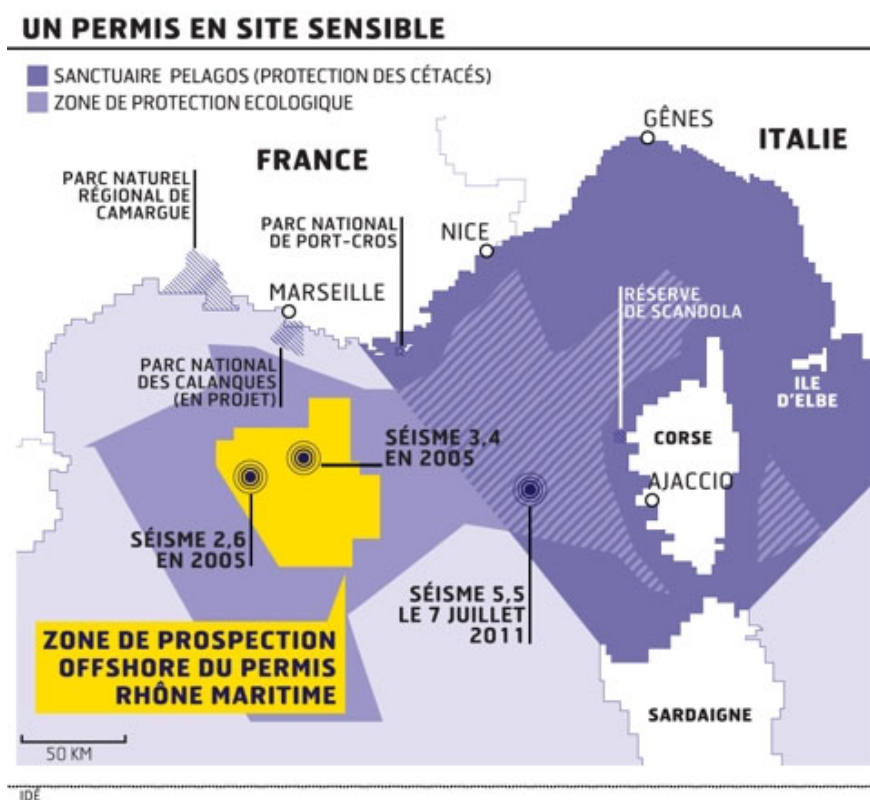 UN PERMIS EN SITE SENSIBLE
SANCTUAIRE PELAGOS (PROTECTION DES CÉTACÉS)
ZONE DE PROTECTION ECOLOGIQUE
GÊNES
ITALIE
FRANCE
PARC NATUREL
RÉGIONAL DE
CAMARGUE
PARC NATIONAL
DE PORT-CROS
NICE
MARSEILLE
RÉSERVE
DE SCANDOLA
PARC NATIONAL
DES CALANQUES
(EN PROJET)
ILE
D'ELBE
SÉISME 3,4
EN 2005
CORSE
AJACCIO
SÉISME 2,6
EN 2005
SÉISME 5,5
LE 7 JUILLET
2011
ZONE DE PROSPECTION
OFFSHORE DU PERMIS
RHÔNE MARITIME
SARDAIGNE
50 KM
IDÉ